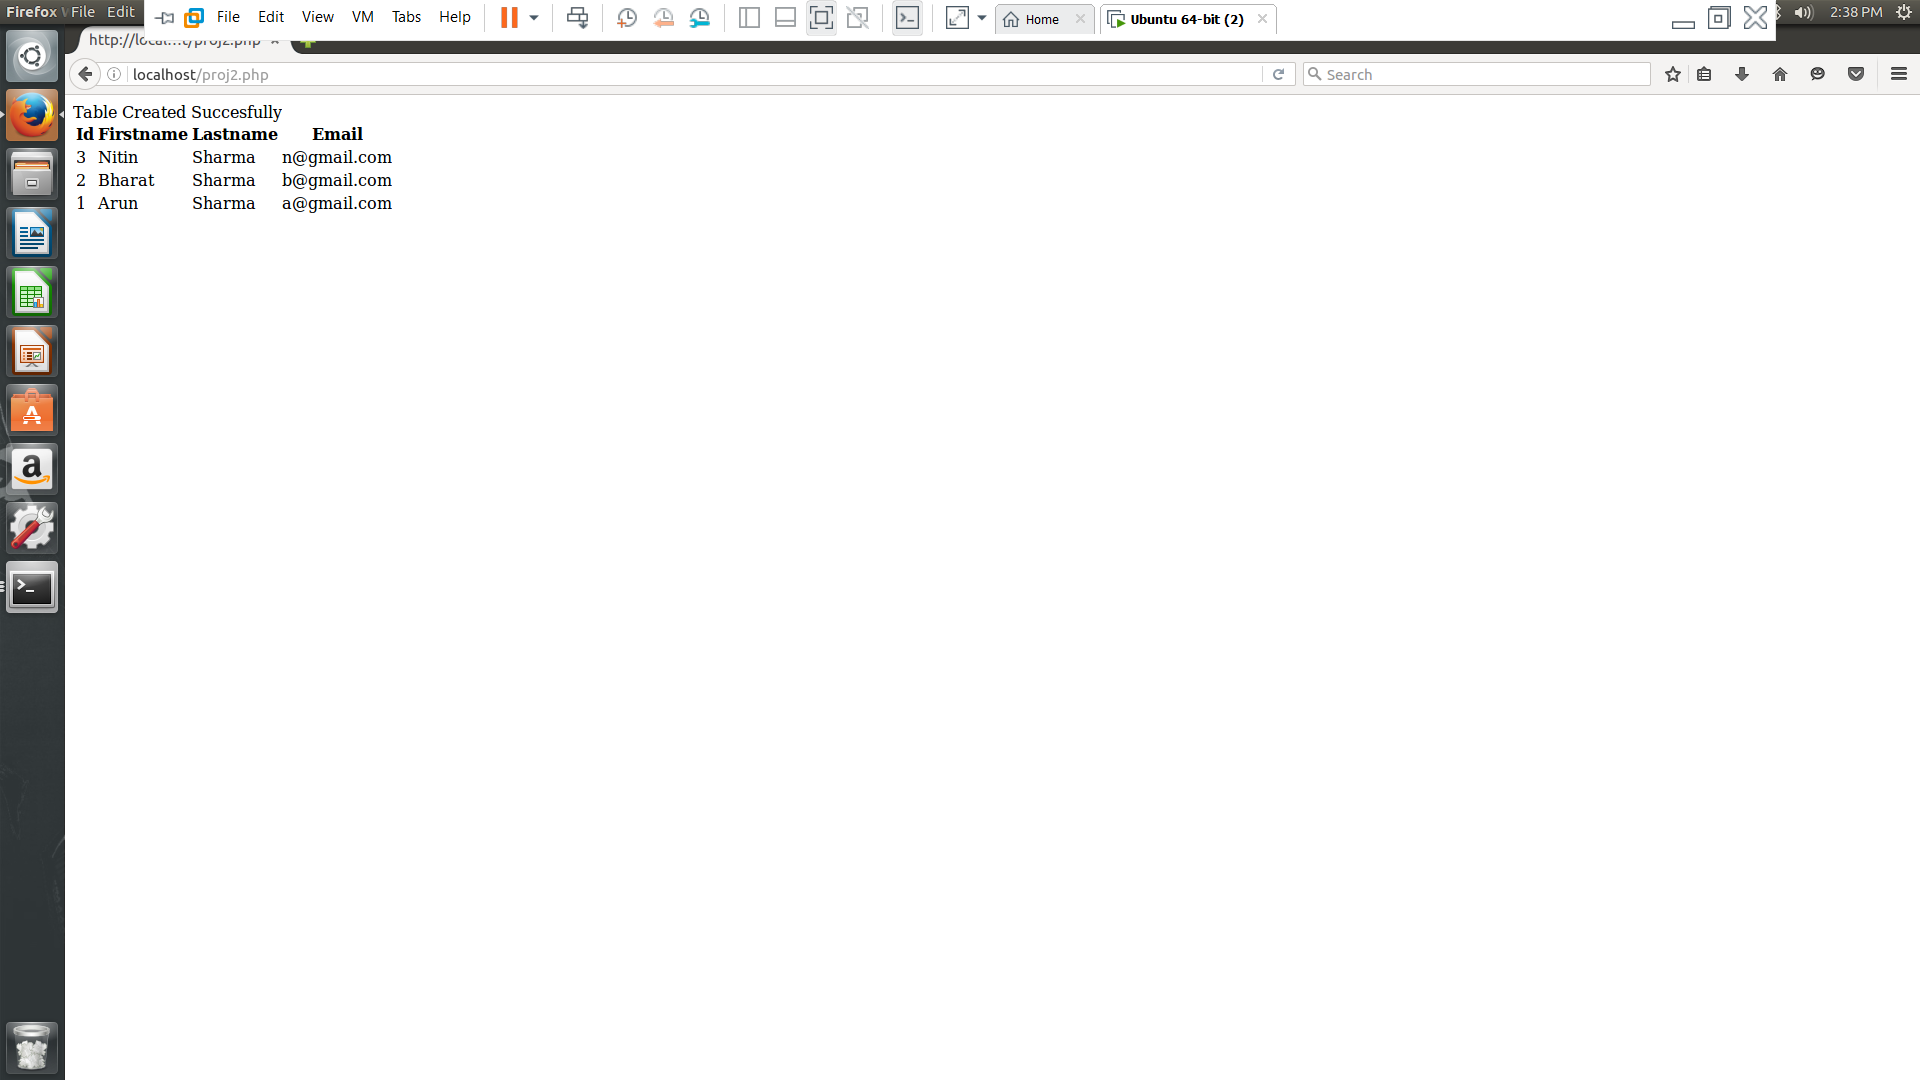 Firefox
File Edit
File Edit View VM Tabs Help
Home
Ubuntu 64-bit (2)
2:38 PM
http://local...t/proj2.php
localhost/proj2.php
Search
Table Created Succesfully
Id Firstname Lastname Email
3 Nitin Sharma n@gmail.com
2 Bharat Sharma b@gmail.com
1 Arun Sharma a@gmail.com